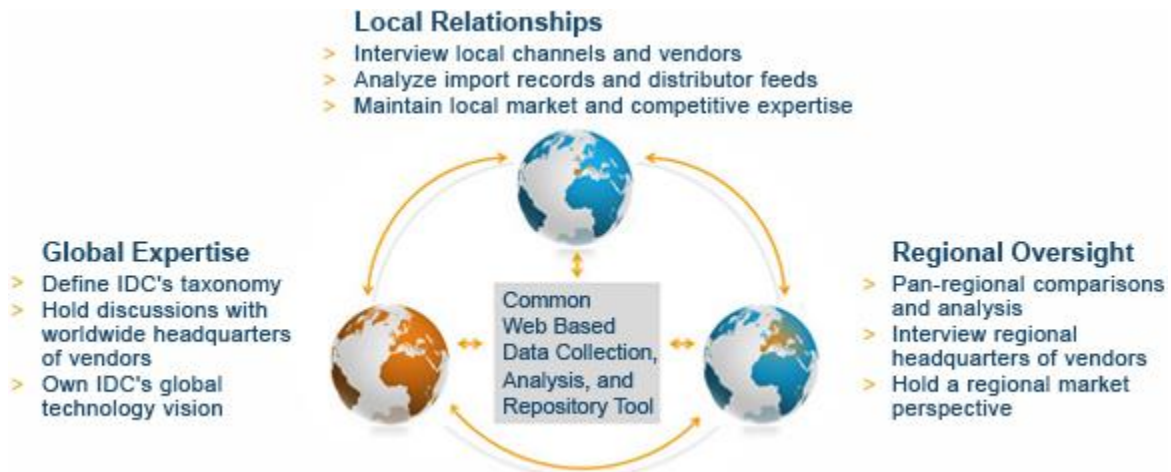 Local Relationships
> Interview local channels and vendors
> Analyze import records and distributor feeds
> Maintain local market and competitive expertise
Global Expertise
> Define IDC's taxonomy
> Hold discussions with
worldwide headquarters
of vendors
> Own IDC's global
technology vision
Common
Web Based
Data Collection,
Analysis, and
Repository Tool
Regional Oversight
> Pan-regional comparisons
and analysis
> Interview regional
headquarters of vendors
> Hold a regional market
perspective